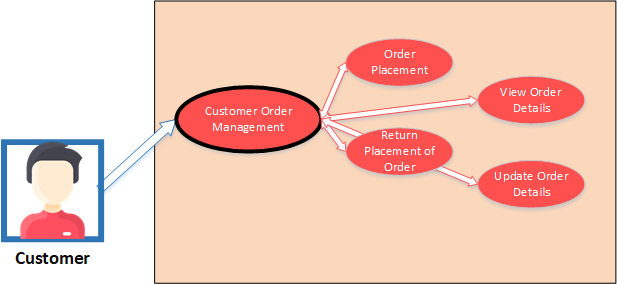 Order
Placement
View Order
Details
Customer Order
Management
Return
Placement of
Order
Update Order
Details
Customer